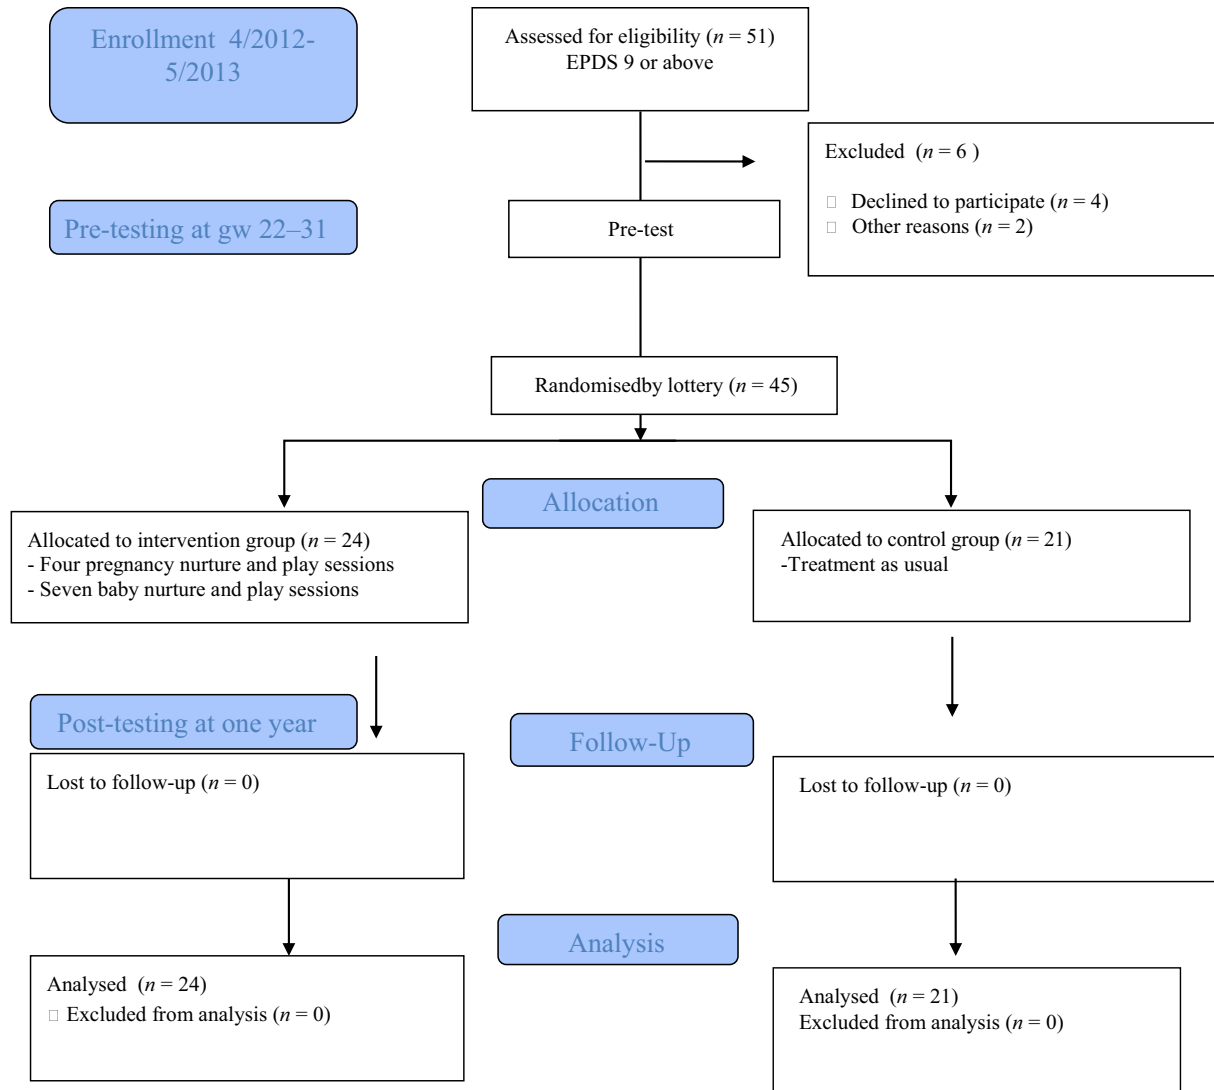 Enrollment 4/2012-
5/2013
Assessed for eligibility (n = 51)
EPDS 9 or above
Excluded (n = 6 )
□ Declined to participate (n = 4)
□ Other reasons (n = 2)
Pre-testing at gw 22–31
Pre-test
Randomisedby lottery (n = 45)
Allocation
Allocated to intervention group (n = 24)
- Four pregnancy nurture and play sessions
- Seven baby nurture and play sessions
Allocated to control group (n = 21)
-Treatment as usual
Post-testing at one year
Follow-Up
Lost to follow-up (n = 0)
Lost to follow-up (n = 0)
Analysis
Analysed (n = 24)
□ Excluded from analysis (n = 0)
Analysed (n = 21)
Excluded from analysis (n = 0)